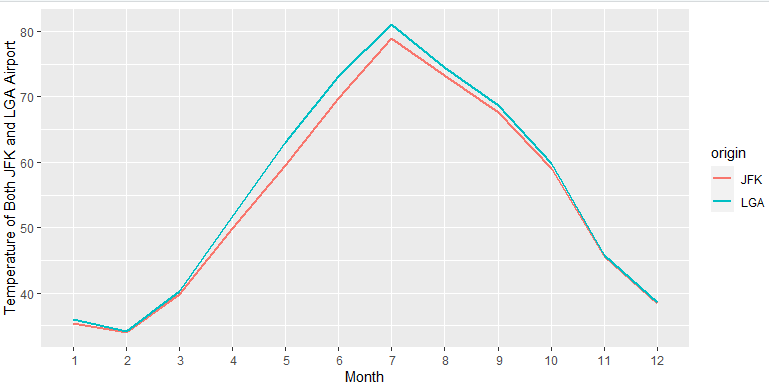 Temperature of Both JFK and LGA Airport
80
70
60
50
40
1 2 3 4 5 6 7 8 9 10 11 12
Month
origin
JFK
LGA